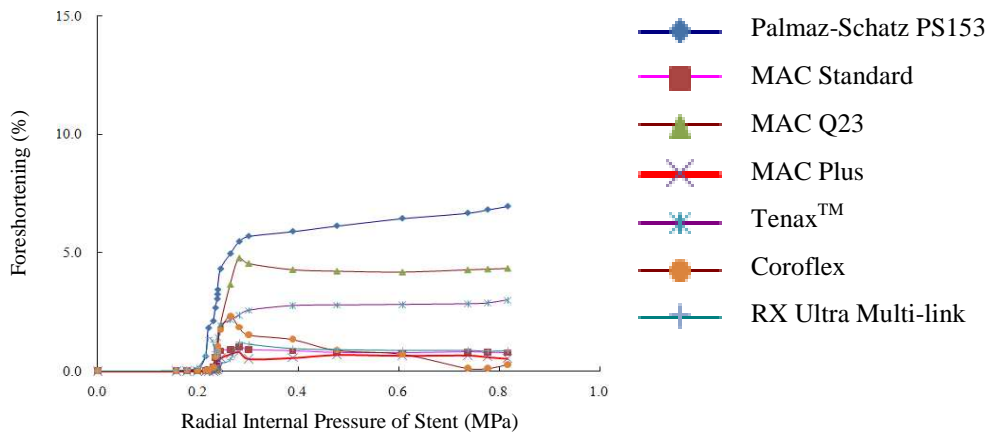 15.0
10.0
5.0
0.0
Foreshortening (%)
0.0 0.2 0.4 0.6 0.8 1.0
Radial Internal Pressure of Stent (MPa)
Palmaz-Schatz PS153
MAC Standard
MAC Q23
MAC Plus
Tenax™
Coroflex
RX Ultra Multi-link